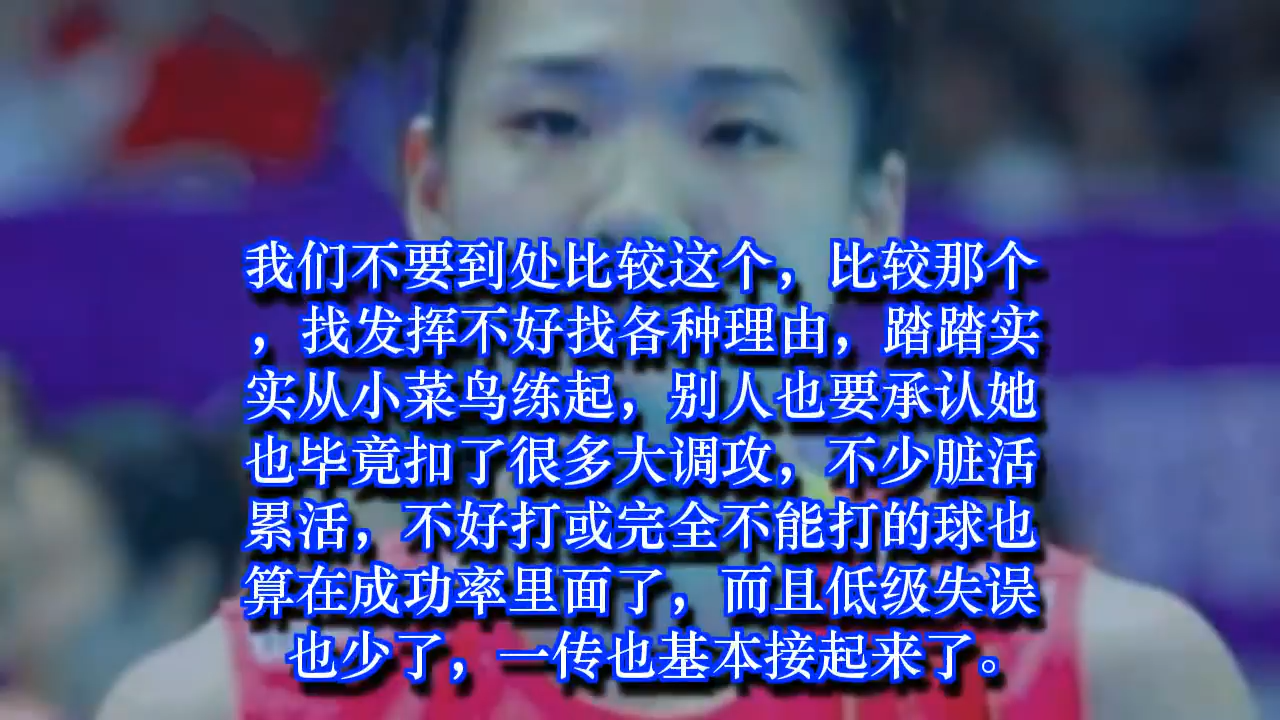 我们不要到处比较这个，比较那个
，找发挥不好找各种理由，踏踏实
实从小菜鸟练起，别人也要承认她
也毕竟扣了很多大调攻，不少脏活
累活，不好打或完全不能打的球也
算在成功率里面了，而且低级失误
也少了，一传也基本接起来了。